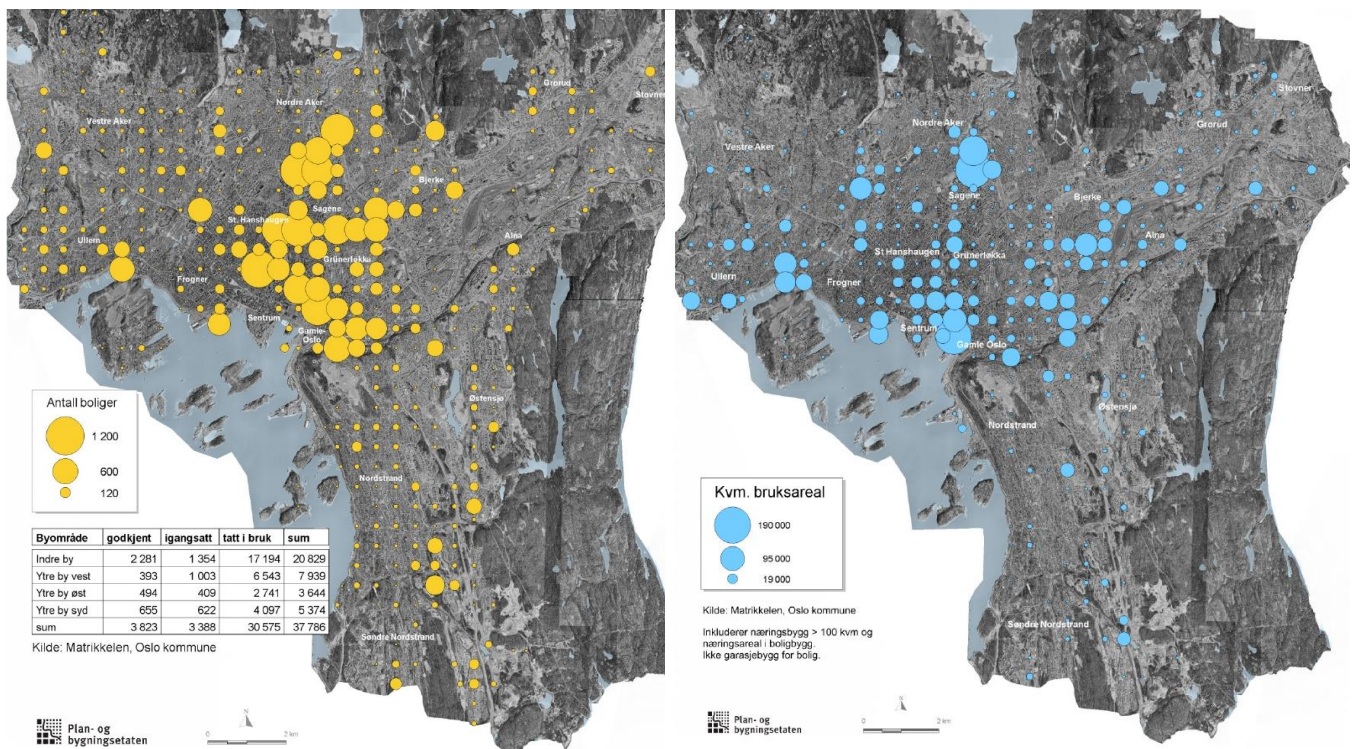 Nordre Aker
Grorud
Stovner
Vestre Aker
Bjerke
Sagene
St. Hanshaugen
Ullern
Alna
Grünerløkka
Frogner
Sentrum
Gamle-
Oslo
Østensjø
Nordstrand
Søndre Nordstrand
Antall boliger
1 200
600
120
Byområde godkjent igangsatt tatt i bruk sum
Indre by 2 281 1 354 17 194 20 829
Ytre by vest 393 1 003 6 543 7 939
Ytre by øst 494 409 2 741 3 644
Ytre by syd 655 622 4 097 5 374
sum 3 823 3 388 30 575 37 786
Kilde: Matrikkelen, Oslo kommune
Plan- og
bygningsetaten
N
0 2 km
Stovner
Nordre Aker
Grorud
Vestre Aker
Sagene
Bjerke
Alna
St Hanshaugen
Grünerløkka
Ullern
Frogner
Sentrum
Gamle Oslo
Østensjø
Nordstrand
Søndre Nordstrand
Kvm. bruksareal
190 000
95 000
19 000
Kilde: Matrikkelen, Oslo kommune
Inkluderer næringsbygg > 100 kvm og
næringsareal i boligbygg.
Ikke garasjebygg for bolig.
Plan- og
bygningsetaten
N
0 2 km